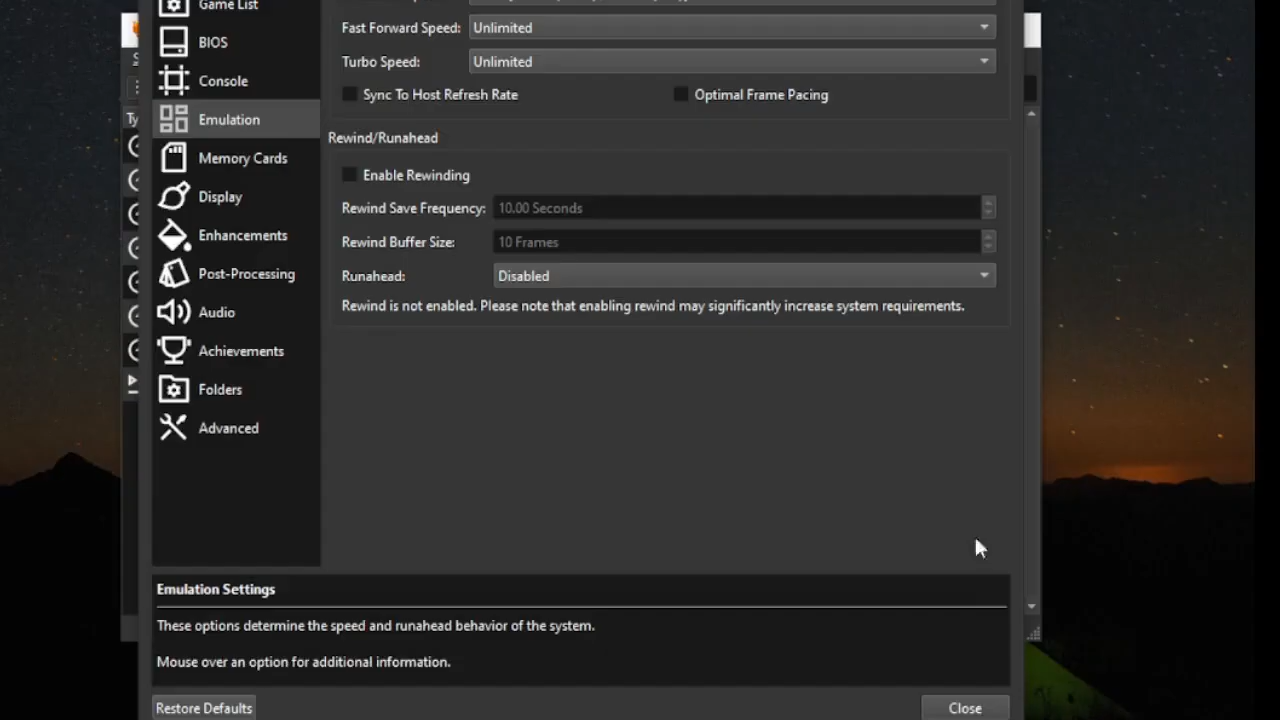 Game List
BIOS
Console
Emulation
Memory Cards
Display
Enhancements
Post-Processing
Audio
Achievements
Folders
Advanced
Fast Forward Speed: Unlimited
Turbo Speed: Unlimited
Sync To Host Refresh Rate Optimal Frame Pacing
Rewind/Runahead
Enable Rewinding
Rewind Save Frequency: 10.00 Seconds
Rewind Buffer Size: 10 Frames
Runahead: Disabled
Rewind is not enabled. Please note that enabling rewind may significantly increase system requirements.
Emulation Settings
These options determine the speed and runahead behavior of the system.
Mouse over an option for additional information.
Restore Defaults Close